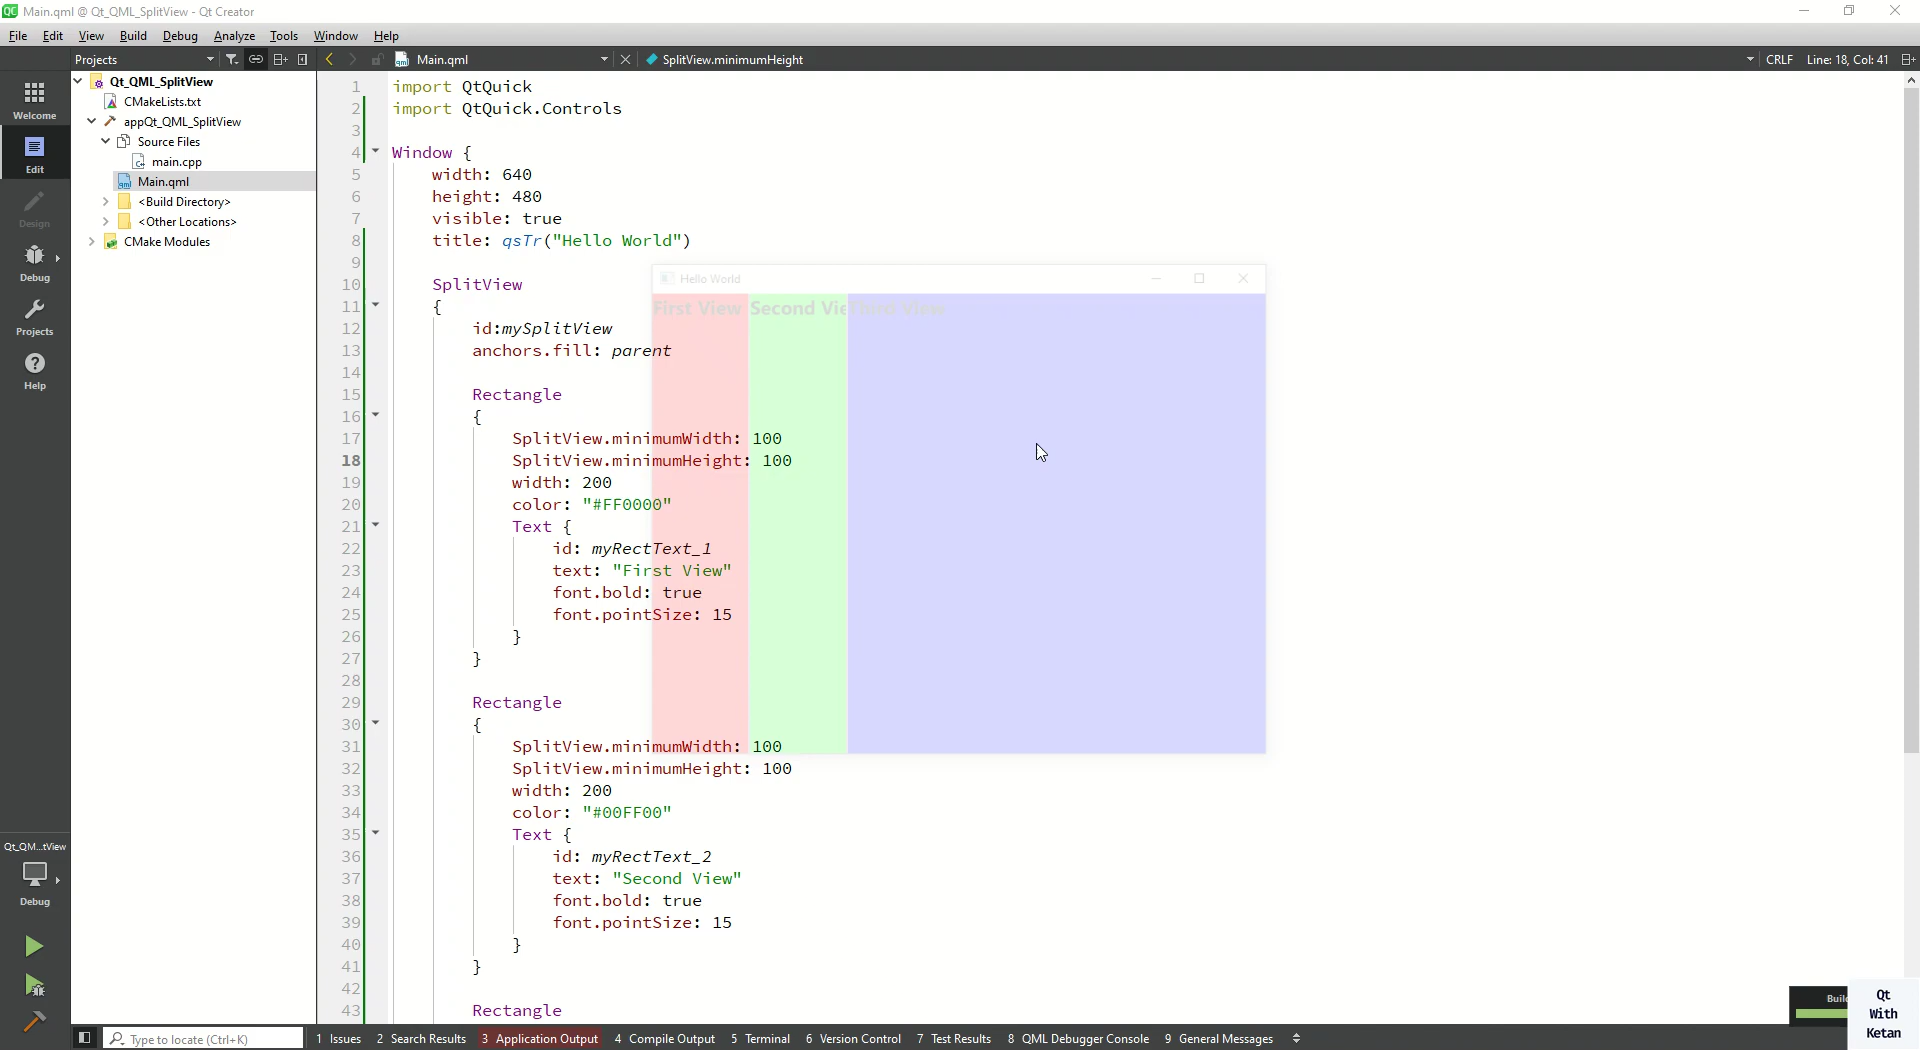 Main.qml @ Qt_QML_SplitView - Qt Creator
File Edit View Build Debug Analyze Tools Window Help
Projects Main.qml SplitView.minimumHeight CRLF Line: 18, Col: 41
Welcome
Edit
Design
Debug
Projects
Help
Qt_QM...tView
Debug
Qt_QML_SplitView
CMakeLists.txt
appQt_QML_SplitView
Source Files
main.cpp
Main.qml
<Build Directory>
<Other Locations>
CMake Modules
1 import QtQuick
2 import QtQuick.Controls
3
4 Window {
5 width: 640
6 height: 480
7 visible: true
8 title: qsTr("Hello World")
9
10 SplitView
11 {
12 id:mySplitView
13 anchors.fill: parent
14
15 Rectangle
16 {
17 SplitView.minimumWidth: 100
18 SplitView.minimumHeight: 100
19 width: 200
20 color: "#FF0000"
21 Text {
22 id: myRectText_1
23 text: "First View"
24 font.bold: true
25 font.pointSize: 15
26 }
27 }
28
29 Rectangle
30 {
31 SplitView.minimumWidth: 100
32 SplitView.minimumHeight: 100
33 width: 200
34 color: "#00FF00"
35 Text {
36 id: myRectText_2
37 text: "Second View"
38 font.bold: true
39 font.pointSize: 15
40 }
41 }
42
43 Rectangle
Hello World
First View Second Vie Third View
Buil
Qt
With
Ketan
Type to locate (Ctrl+K) 1 Issues 2 Search Results 3 Application Output 4 Compile Output 5 Terminal 6 Version Control 7 Test Results 8 QML Debugger Console 9 General Messages